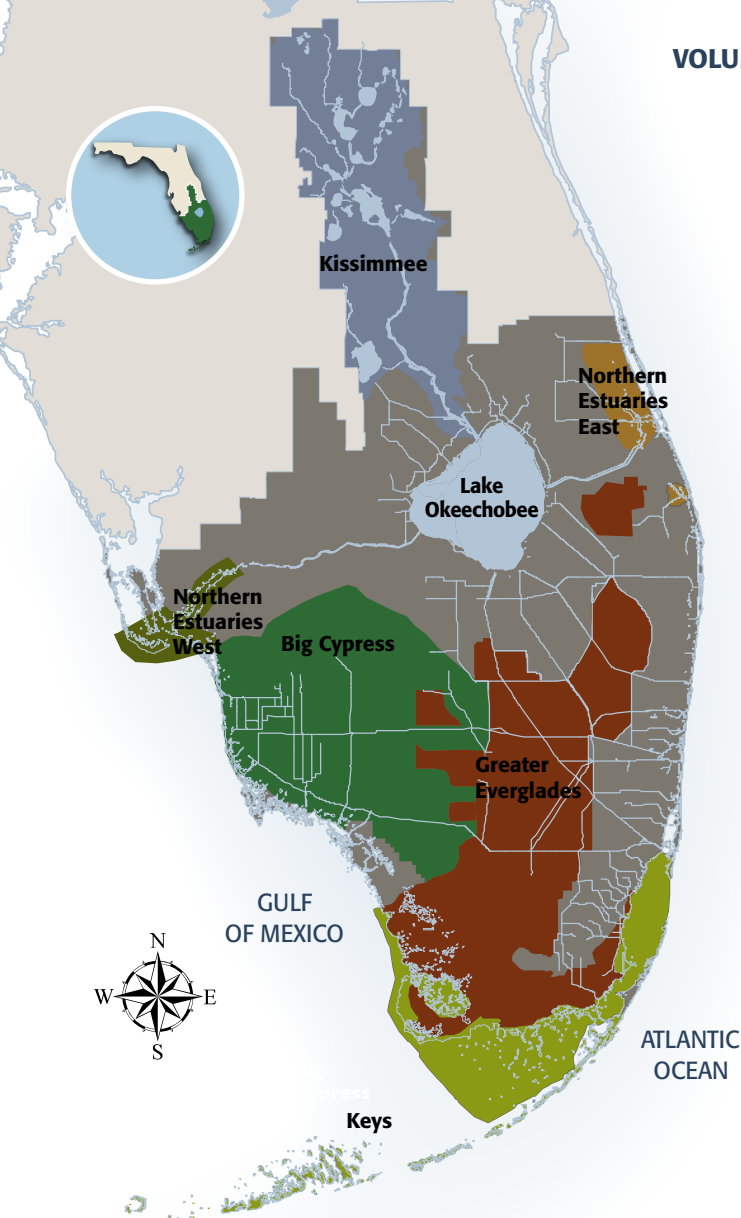 VOLU
Kissimmee
Northern
Estuaries
East
Lake
Okeechobee
Northern
Estuaries
West
Big Cypress
Greater
Everglades
GULF
OF MEXICO
N
W
E
S
ATLANTIC
OCEAN
press
Keys